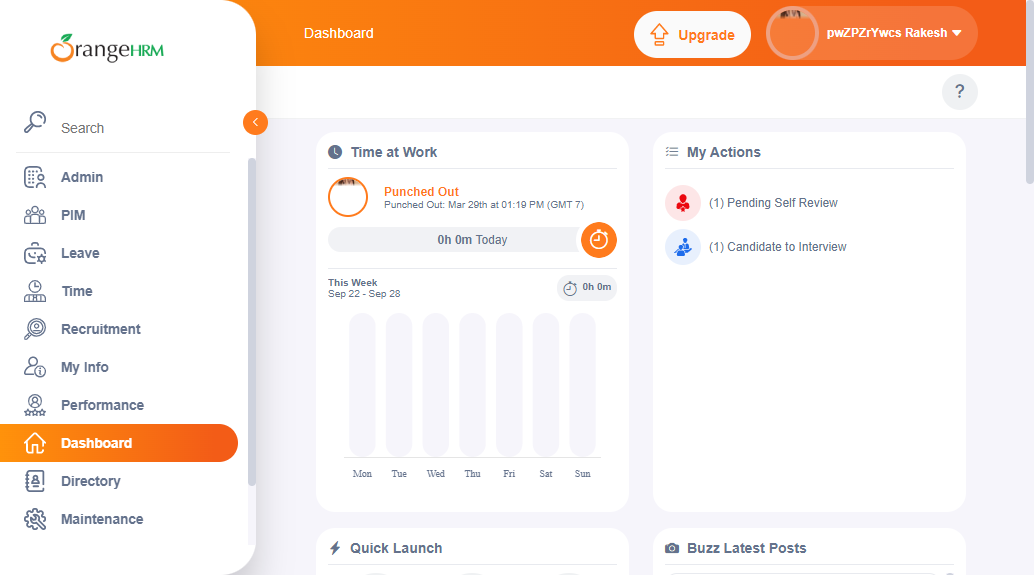 OrangeHRM
Search
Admin
PIM
Leave
Time
Recruitment
My Info
Performance
Dashboard
Directory
Maintenance
Dashboard
Upgrade
pwZPZrYwcs Rakesh
?
Time at Work
Punched Out
Punched Out: Mar 29th at 01:19 PM (GMT 7)
0h 0m Today
This Week
Sep 22 - Sep 28
0h 0m
Mon Tue Wed Thu Fri Sat Sun
My Actions
(1) Pending Self Review
(1) Candidate to Interview
Quick Launch
Buzz Latest Posts